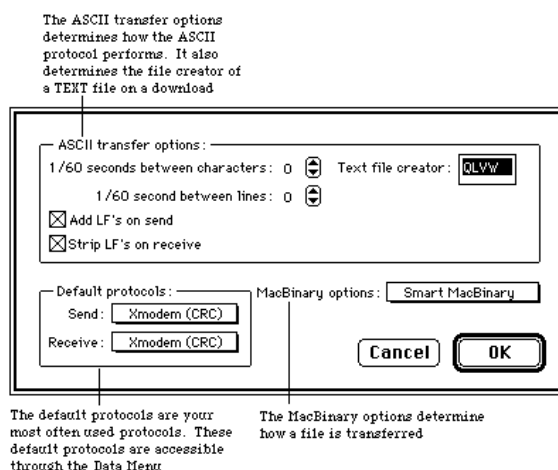 The ASCII transfer options
determines how the ASCII
protocol performs. It also
determines the file creator of
a TEXT file on a download
ASCII transfer options:
1/60 seconds between characters: 0
Text file creator: QLVW
1/60 second between lines: 0
Add LF's on send
Strip LF's on receive
Default protocols:
Send: Xmodem (CRC)
Receive: Xmodem (CRC)
MacBinary options: Smart MacBinary
Cancel
OK
The default protocols are your
most often used protocols. These
default protocols are accessible
through the Data Menu
The MacBinary options determine
how a file is transferred